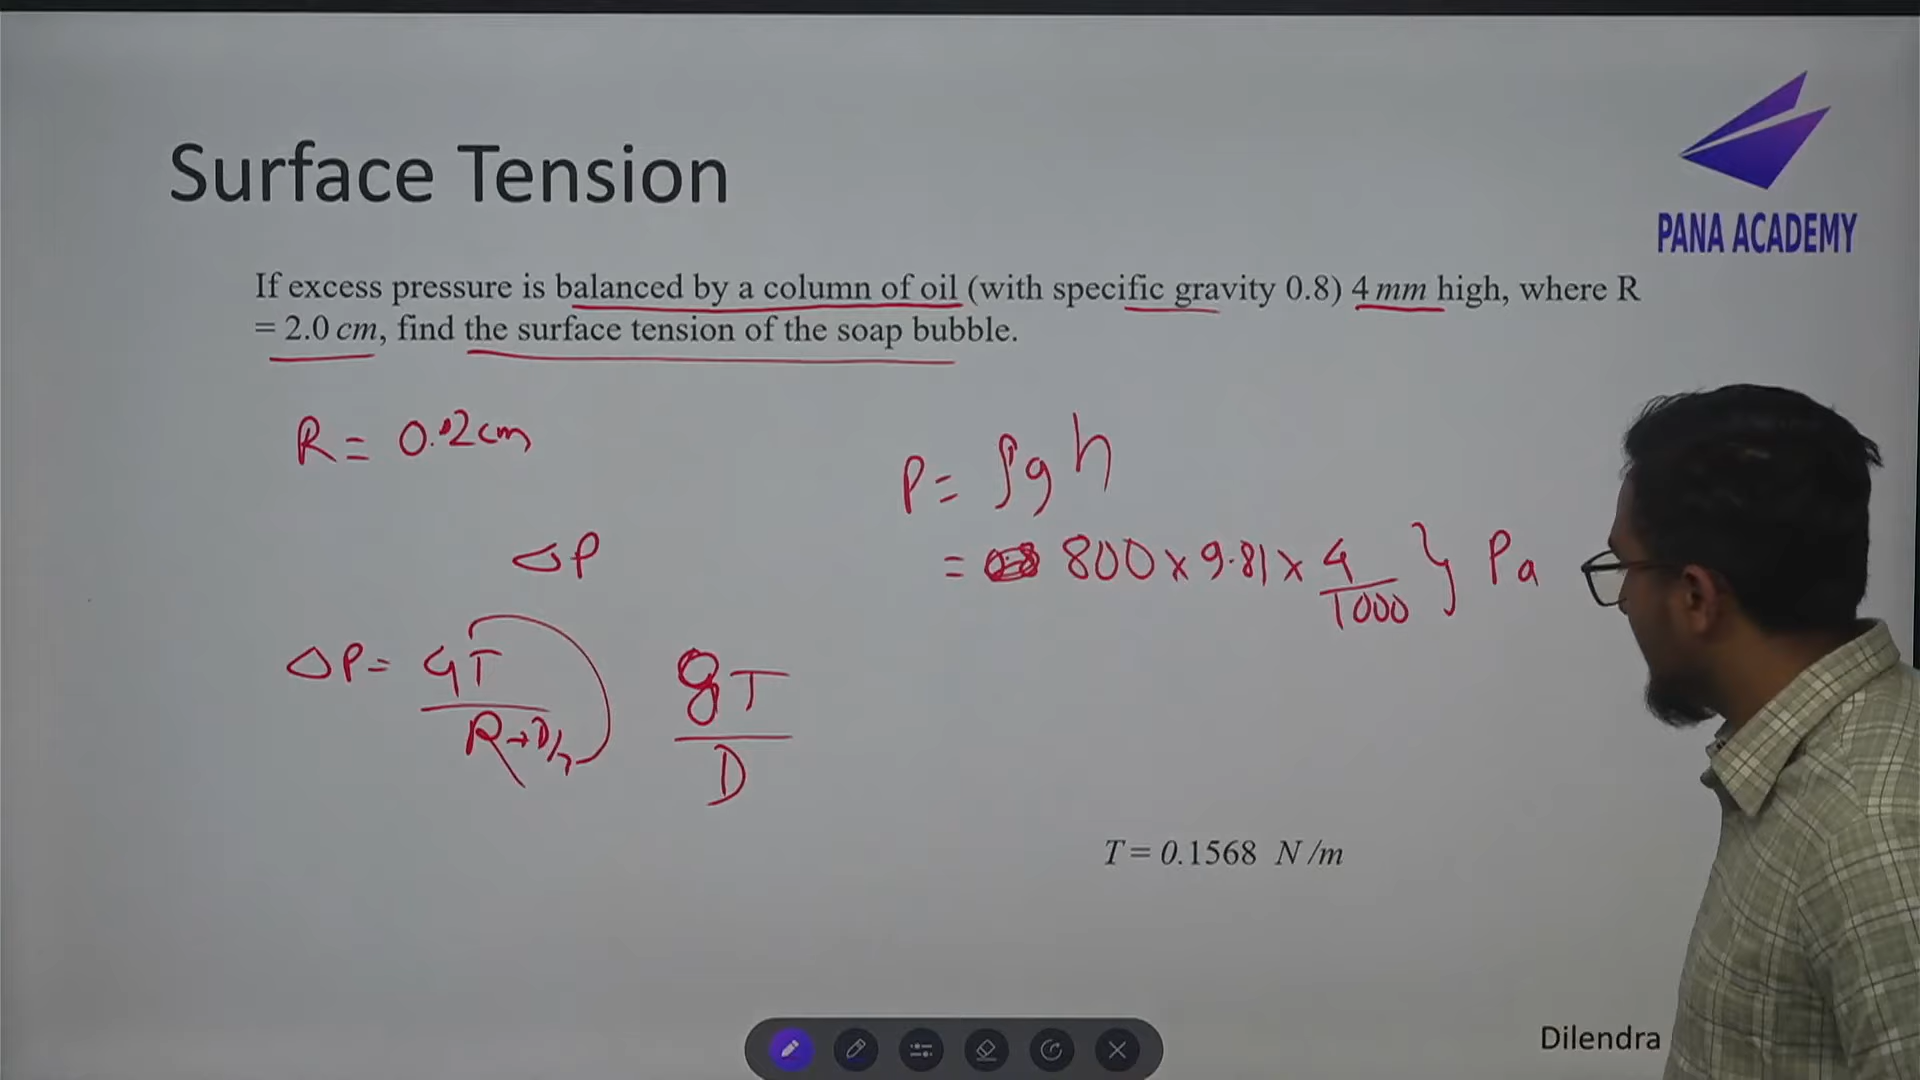 Surface Tension
PANA ACADEMY
If excess pressure is balanced by a column of oil (with specific gravity 0.8) 4 mm high, where R
= 2.0 cm, find the surface tension of the soap bubble.
R = 0.02cm
P = ρgh
ΔP
= 800 × 9.81 × 4/1000 } Pa
ΔP = 4T/R→D/2
8T/D
T = 0.1568 N/m
Dilendra